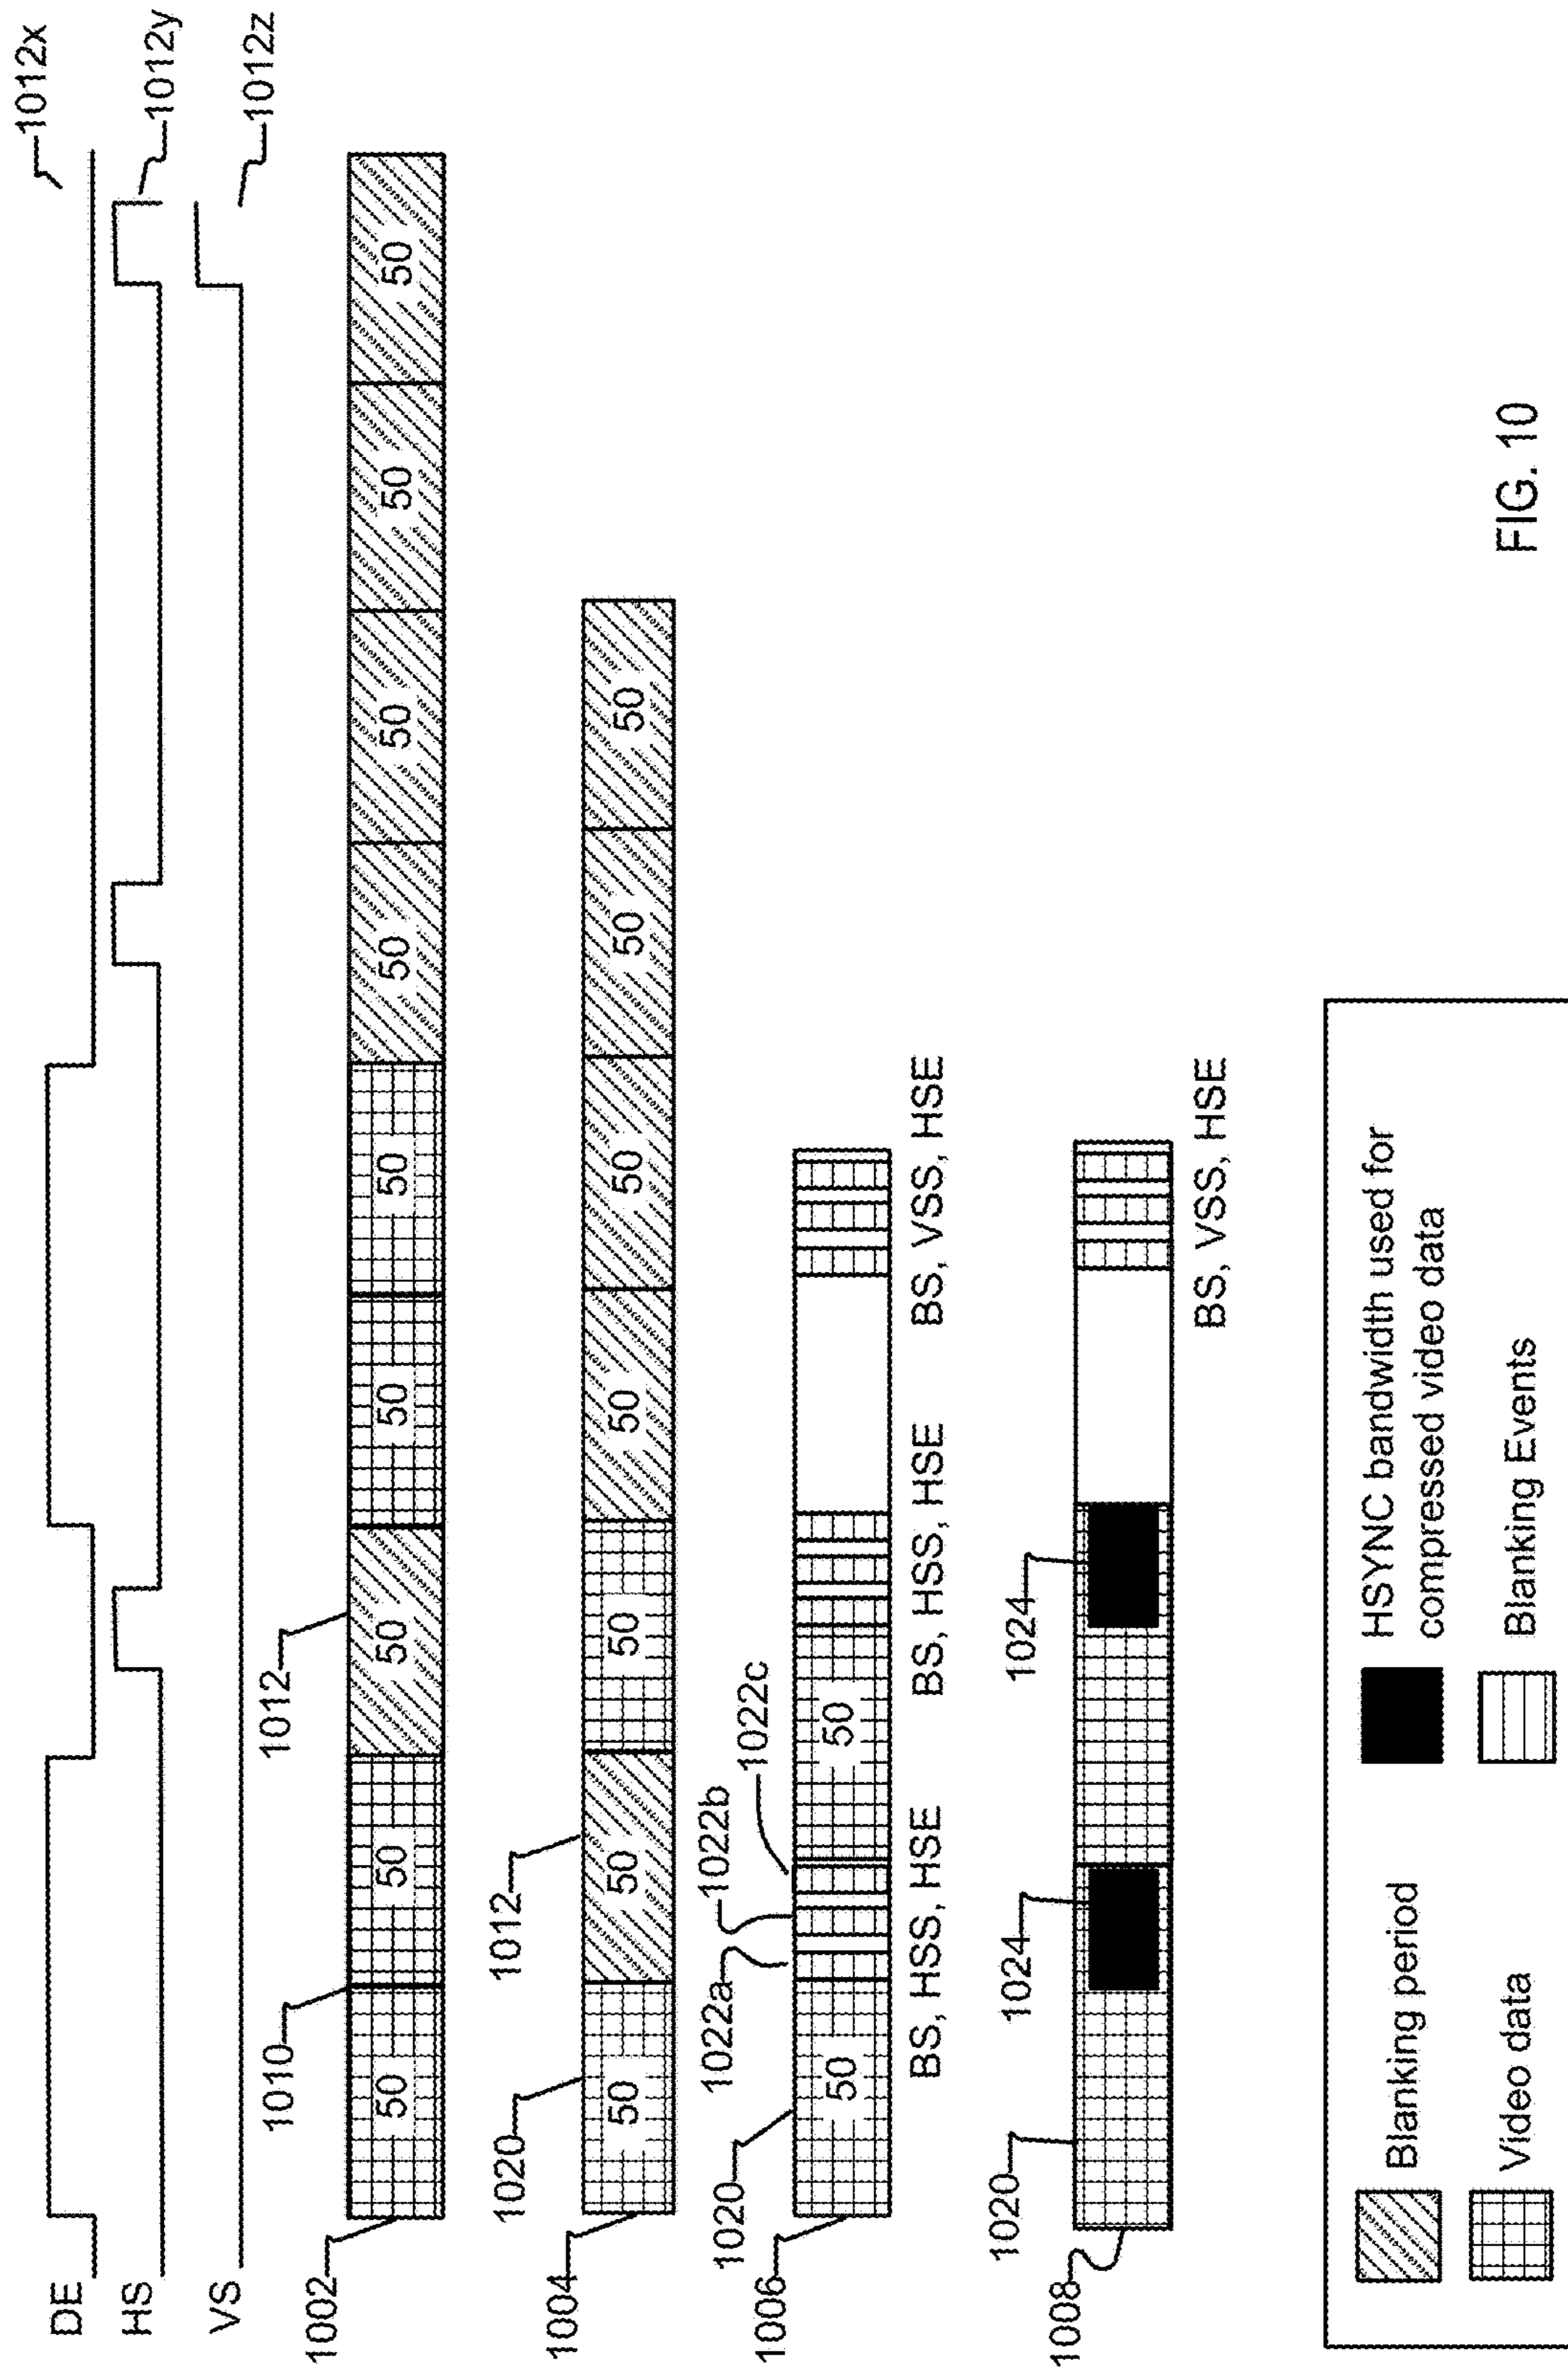 DE
HS
VS
1012x
1012y
1012z
1010
1012
1002
50 50 50 50 50 50 50 50 50
1020
1012
1004
50 50 50 50 50 50 50
1022a
1022b
1022c
1020
1006
50 50
BS, HSS, HSE BS, HSS, HSE BS, VSS, HSE
1020
1024
1024
1008
BS, VSS, HSE
Blanking period
HSYNC bandwidth used for
compressed video data
Video data
Blanking Events
FIG. 10